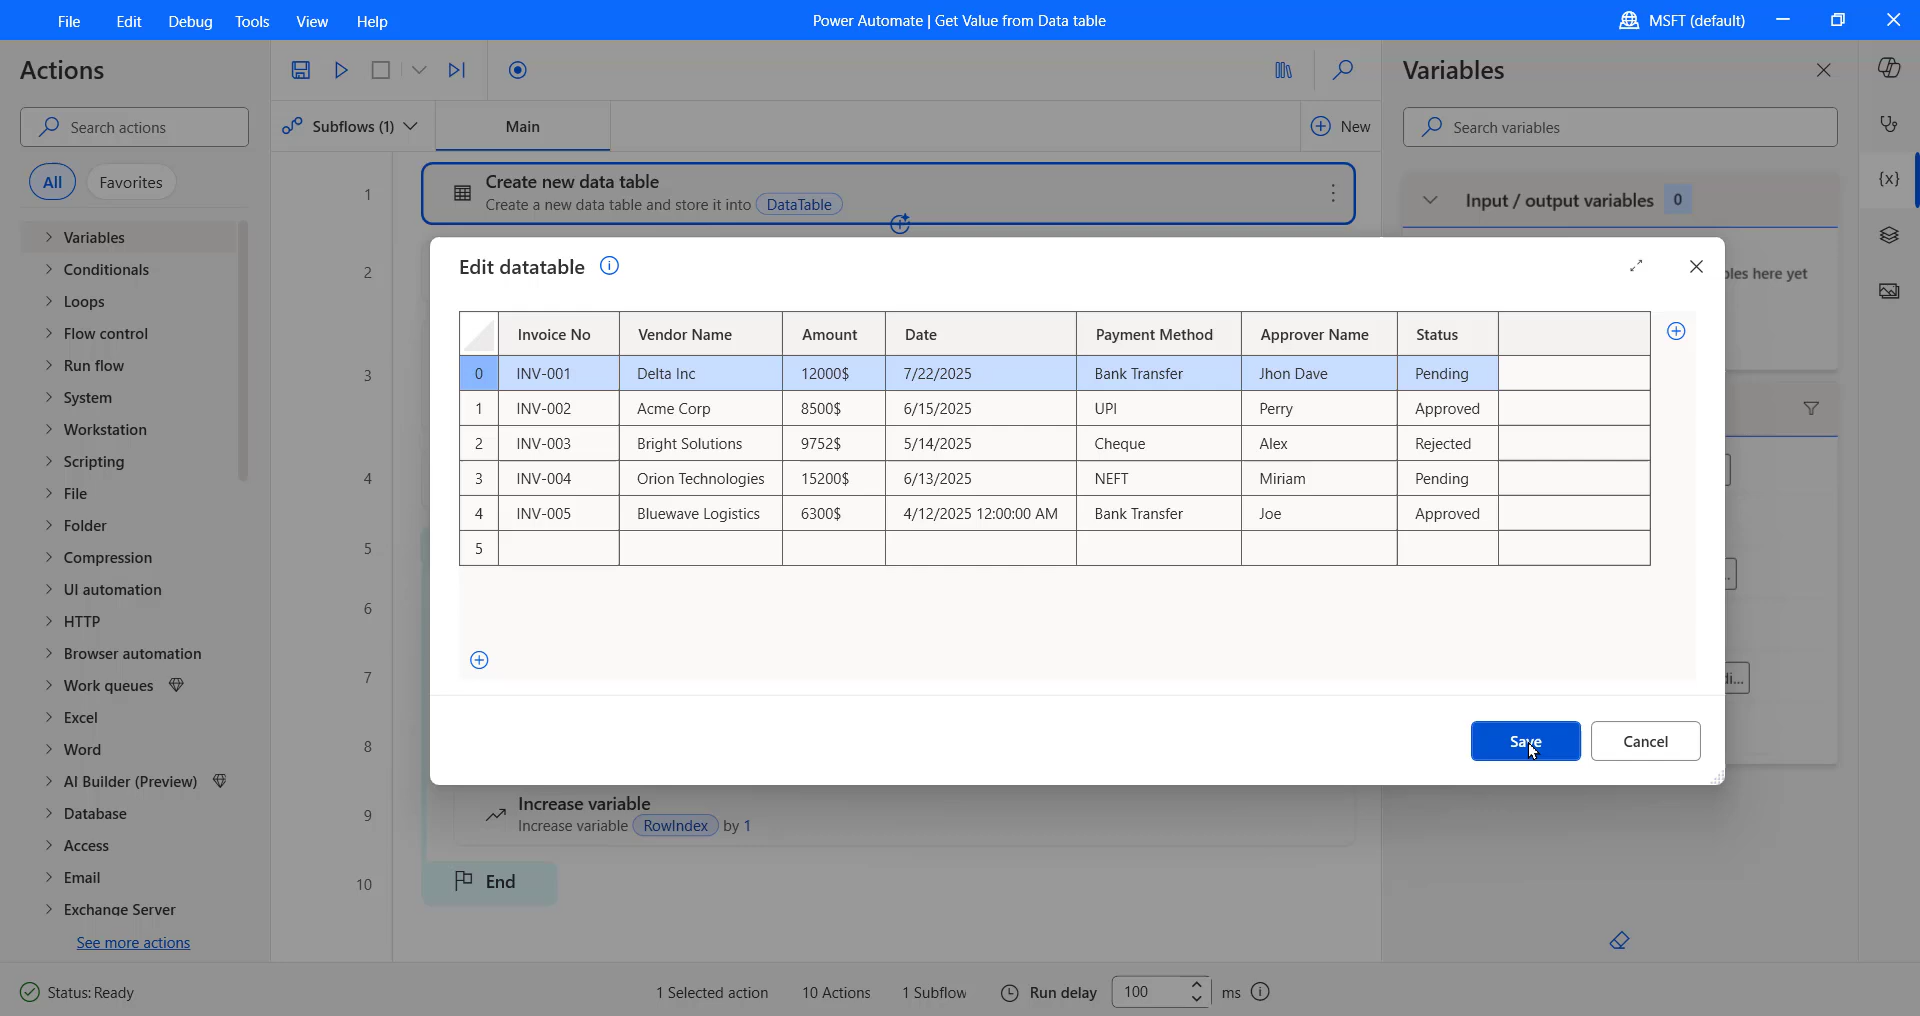 File Edit Debug Tools View Help Power Automate | Get Value from Data table MSFT (default)
Actions
Search actions
All Favorites
Variables
Conditionals
Loops
Flow control
Run flow
System
Workstation
Scripting
File
Folder
Compression
UI automation
HTTP
Browser automation
Work queues
Excel
Word
AI Builder (Preview)
Database
Access
Email
Exchange Server
See more actions
Subflows (1) Main New
1
Create new data table
Create a new data table and store it into DataTable
2
3
4
5
6
7
8
9
10
Edit datatable
Invoice No Vendor Name Amount Date Payment Method Approver Name Status
0 INV-001 Delta Inc 12000$ 7/22/2025 Bank Transfer Jhon Dave Pending
1 INV-002 Acme Corp 8500$ 6/15/2025 UPI Perry Approved
2 INV-003 Bright Solutions 9752$ 5/14/2025 Cheque Alex Rejected
3 INV-004 Orion Technologies 15200$ 6/13/2025 NEFT Miriam Pending
4 INV-005 Bluewave Logistics 6300$ 4/12/2025 12:00:00 AM Bank Transfer Joe Approved
5
Save Cancel
Increase variable
Increase variable RowIndex by 1
End
Variables
Search variables
{x}
Input / output variables 0
here yet
Status: Ready 1 Selected action 10 Actions 1 Subflow Run delay 100 ms